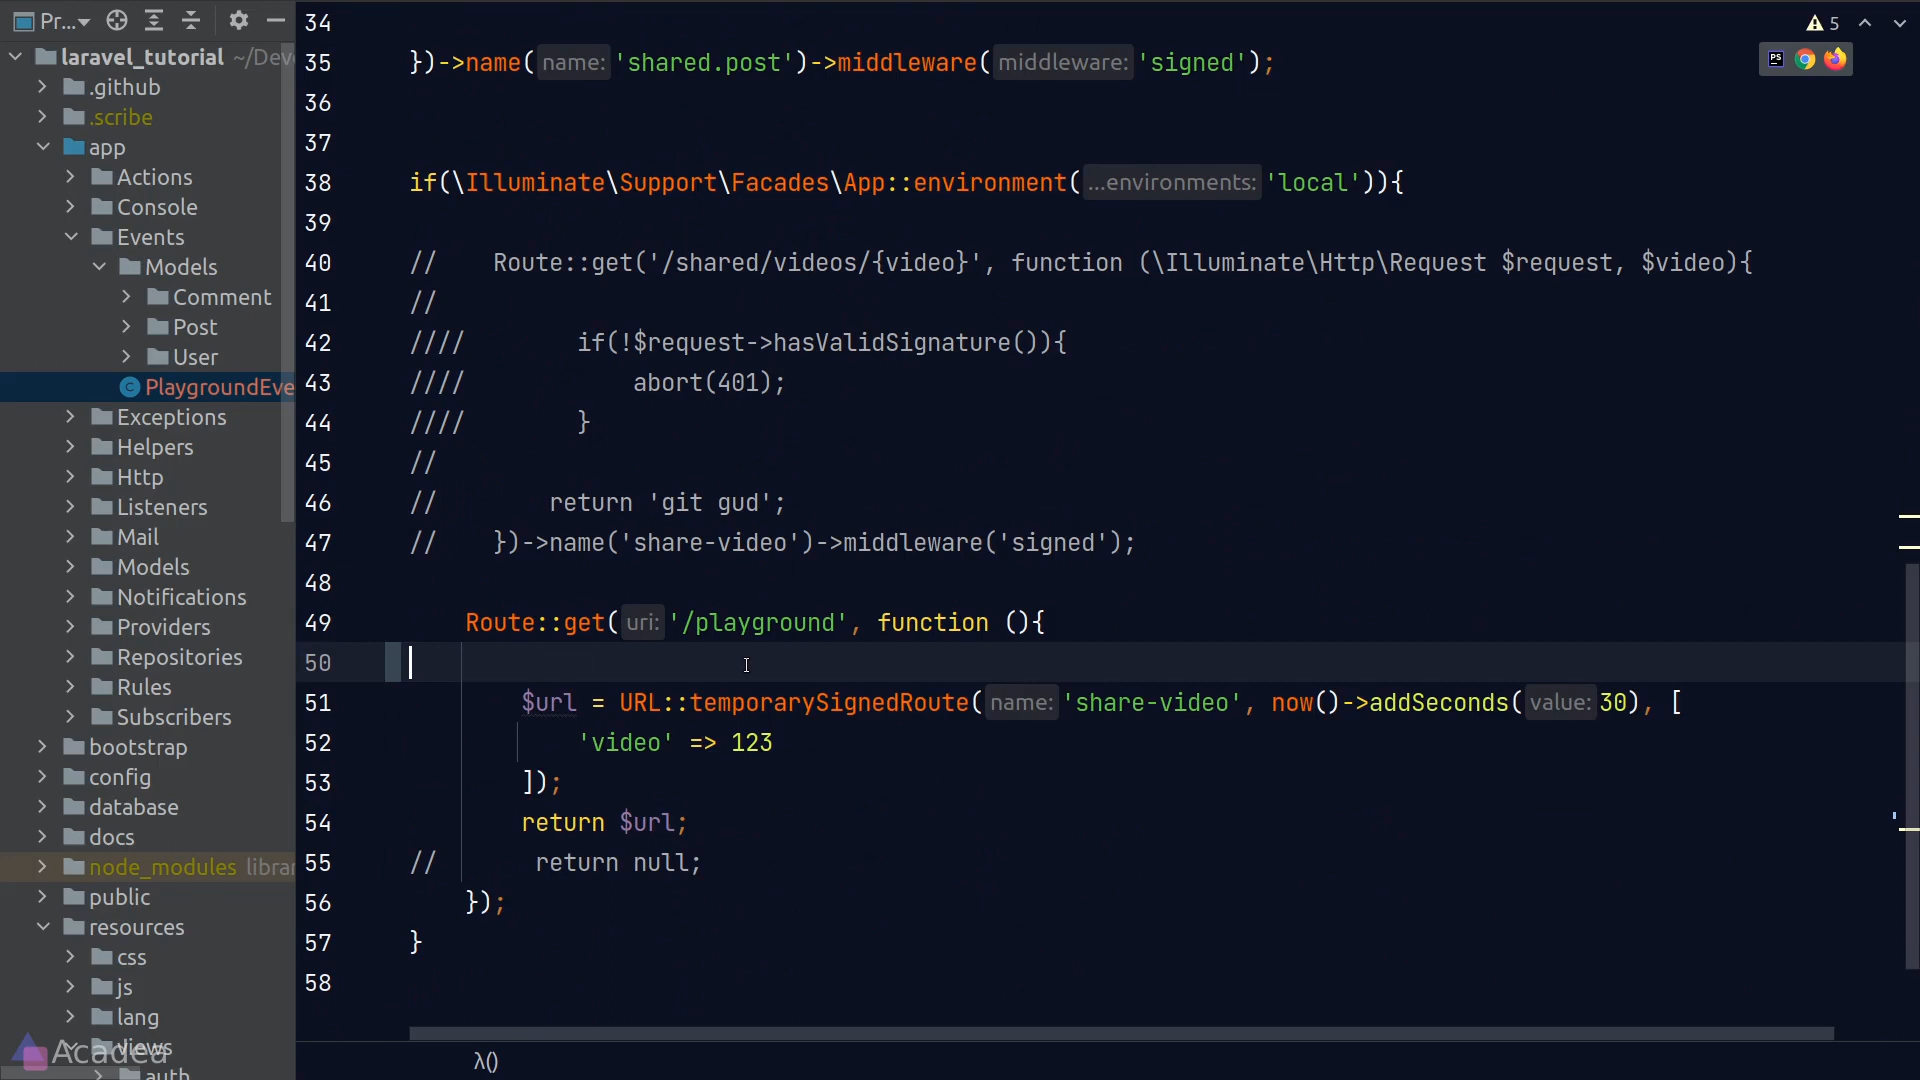 Pr...
laravel_tutorial ~/Dev
.github
.scribe
app
Actions
Console
Events
Models
Comment
Post
User
PlaygroundEve
Exceptions
Helpers
Http
Listeners
Mail
Models
Notifications
Providers
Repositories
Rules
Subscribers
bootstrap
config
database
docs
node_modules librar
public
resources
css
js
lang
views
auth
Acadea
5
PS
34
35 })->name( name: 'shared.post')->middleware( middleware: 'signed');
36
37
38 if(\Illuminate\Support\Facades\App::environment( ...environments: 'local')){
39
40 // Route::get('/shared/videos/{video}', function (\Illuminate\Http\Request $request, $video){
41 //
42 //// if(!$request->hasValidSignature()){
43 //// abort(401);
44 //// }
45 //
46 // return 'git gud';
47 // })->name('share-video')->middleware('signed');
48
49 Route::get( uri: '/playground', function (){
50
51 $url = URL::temporarySignedRoute( name: 'share-video', now()->addSeconds( value: 30), [
52 'video' => 123
53 ]);
54 return $url;
55 // return null;
56 });
57 }
58
λ()